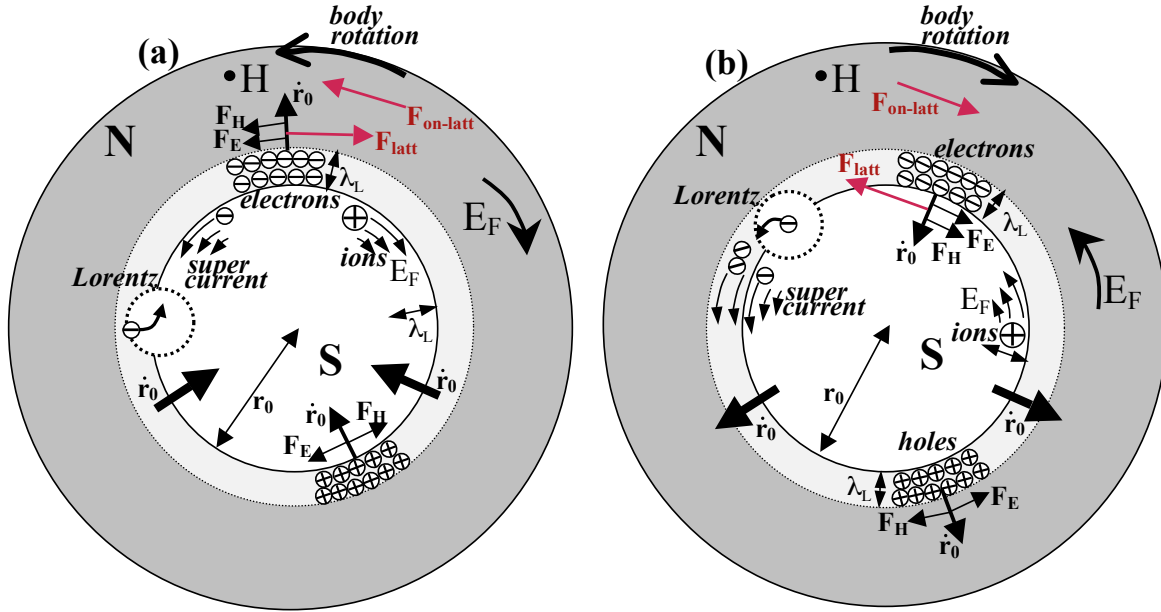 (a)
body
rotation
•H
ṙ₀
F_H
F_E
F_on-latt
F_latt
N
λ_L
electrons
E_F
ions
E_F
super
current
Lorentz
λ_L
S
ṙ₀
r₀
ṙ₀
ṙ₀
F_H
F_E
(b)
body
rotation
•H
F_on-latt
N
electrons
F_latt
Lorentz
λ_L
F_E
F_H
ṙ₀
super
current
E_F
ions
E_F
S
r₀
ṙ₀
ṙ₀
holes
λ_L
F_H
F_E
ṙ₀